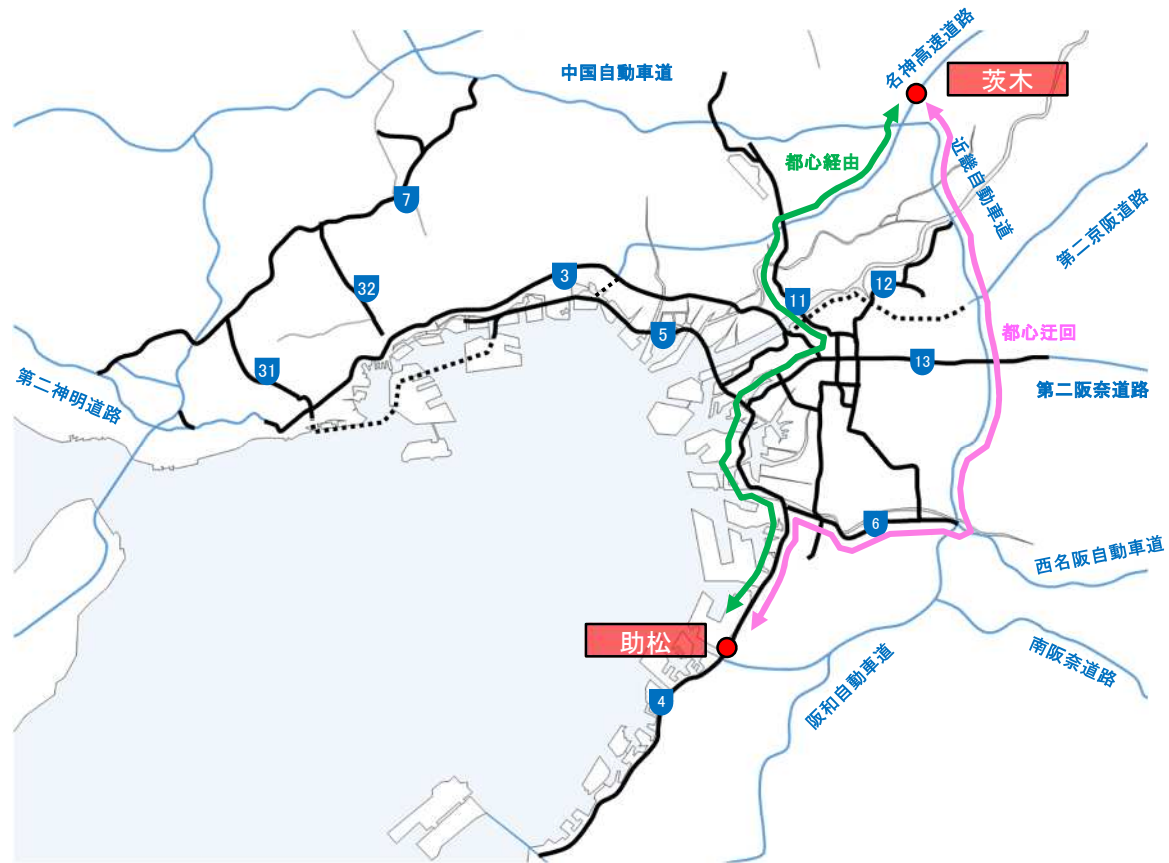 中国自動車道
名神高速道路
茨木
都心経由
近畿自動車道
第二京阪道路
7
3
32
12
11
5
都心迂回
13
31
第二神明道路
第二阪奈道路
6
西名阪自動車道
助松
南阪奈道路
阪和自動車道
4